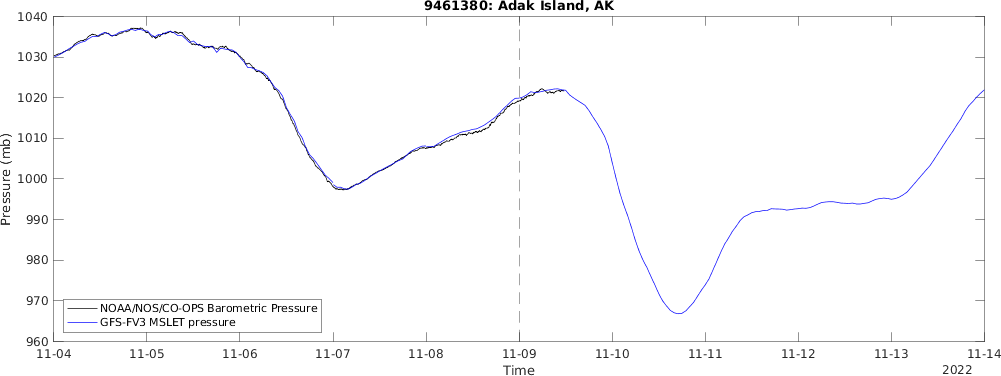 9461380: Adak Island, AK
1040
1030
1020
1010
1000
990
980
970
960
Pressure (mb)
NOAA/NOS/CO-OPS Barometric Pressure
GFS-FV3 MSLET pressure
11-04 11-05 11-06 11-07 11-08 11-09 11-10 11-11 11-12 11-13 11-14
Time
2022